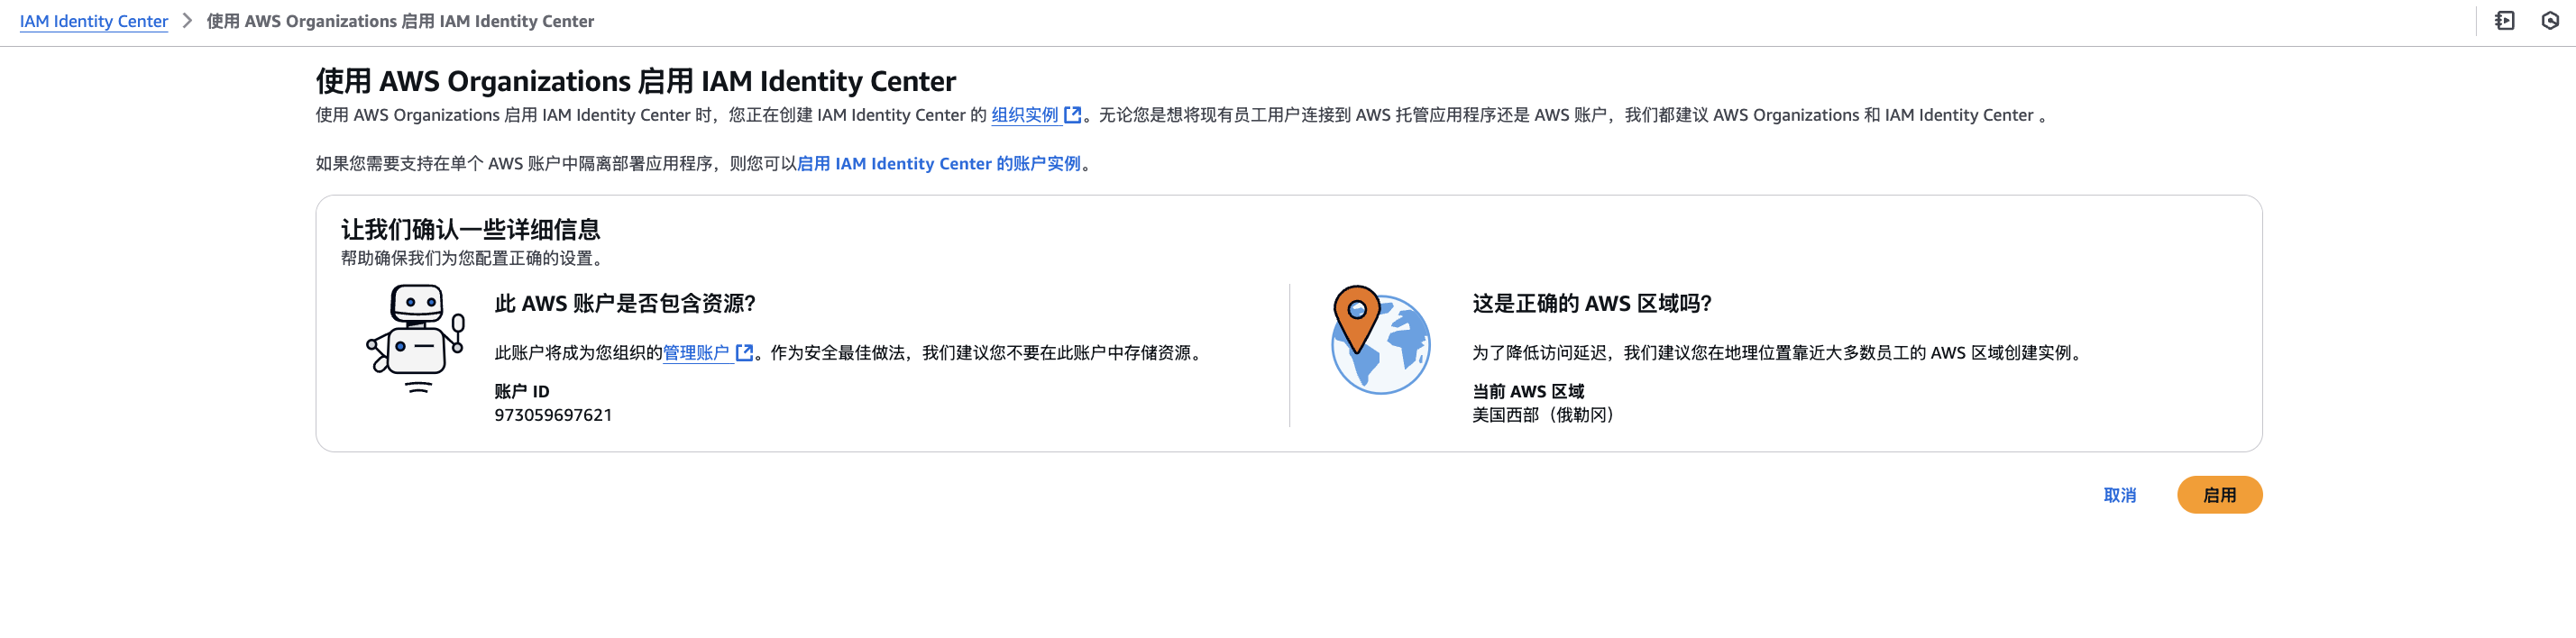 IAM Identity Center > 使用 AWS Organizations 启用 IAM Identity Center
使用 AWS Organizations 启用 IAM Identity Center
使用 AWS Organizations 启用 IAM Identity Center 时，您正在创建 IAM Identity Center 的 组织实例。无论您是想将现有员工用户连接到 AWS 托管应用程序还是 AWS 账户，我们都建议 AWS Organizations 和 IAM Identity Center 。
如果您需要支持在单个 AWS 账户中隔离部署应用程序，则您可以启用 IAM Identity Center 的账户实例。
让我们确认一些详细信息
帮助确保我们为您配置正确的设置。
此 AWS 账户是否包含资源?
此账户将成为您组织的管理账户。作为安全最佳做法，我们建议您不要在此账户中存储资源。
账户 ID
973059697621
这是正确的 AWS 区域吗?
为了降低访问延迟，我们建议您在地理位置靠近大多数员工的 AWS 区域创建实例。
当前 AWS 区域
美国西部（俄勒冈）
取消
启用